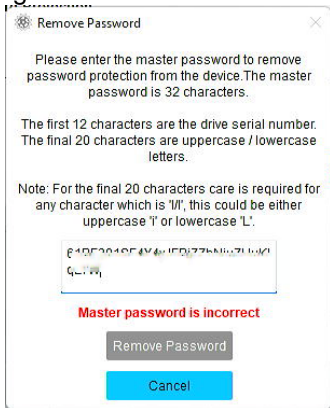 Remove Password
Please enter the master password to remove
password protection from the device.The master
password is 32 characters.
The first 12 characters are the drive serial number.
The final 20 characters are uppercase / lowercase
letters.
Note: For the final 20 characters care is required for
any character which is 'I/l', this could be either
uppercase 'i' or lowercase 'L'.
Master password is incorrect
Remove Password
Cancel